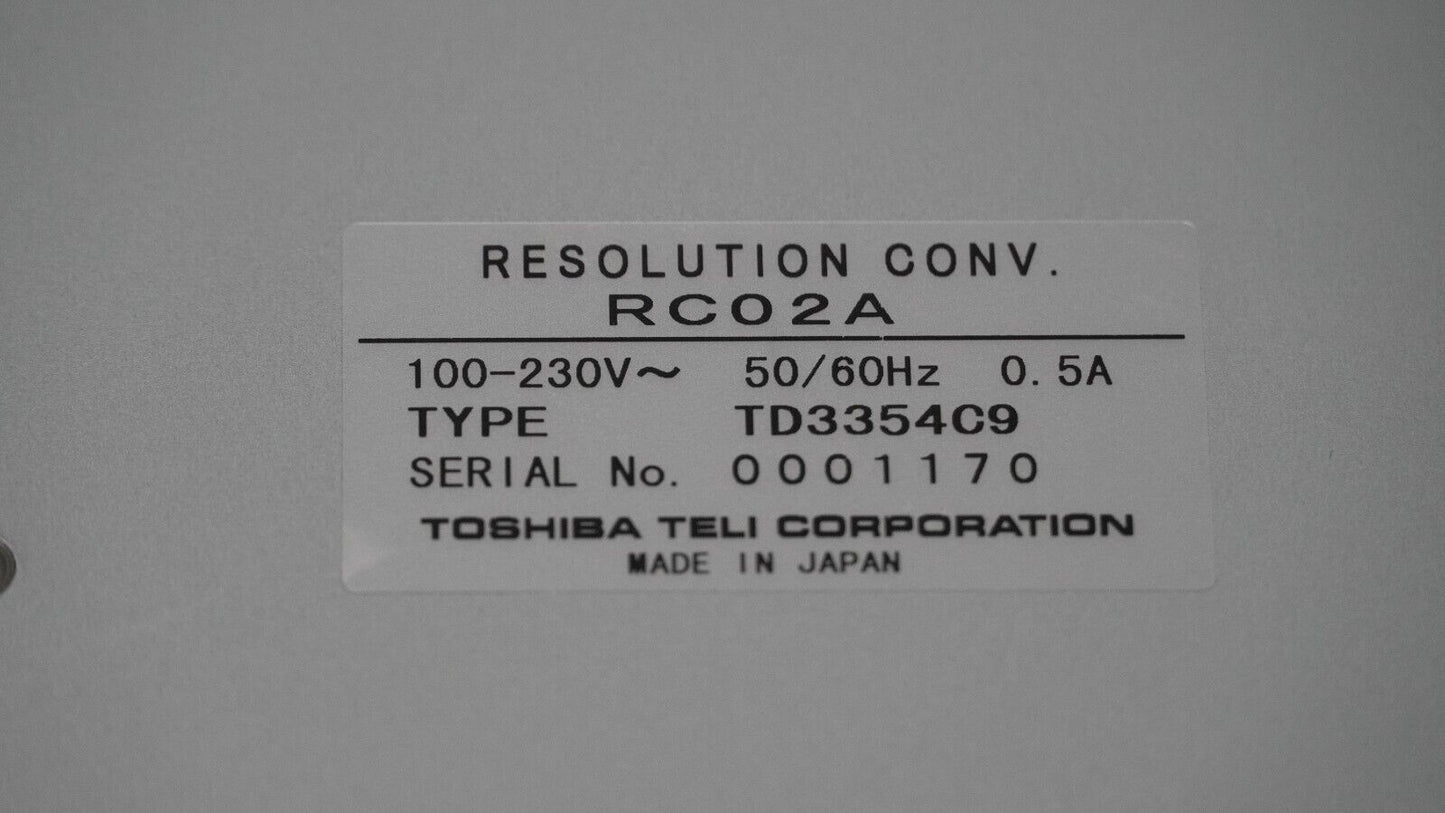 RESOLUTION CONV.
RC02A
100-230V~ 50/60Hz 0.5A
TYPE TD3354C9
SERIAL No. 0001170
TOSHIBA TELI CORPORATION
MADE IN JAPAN